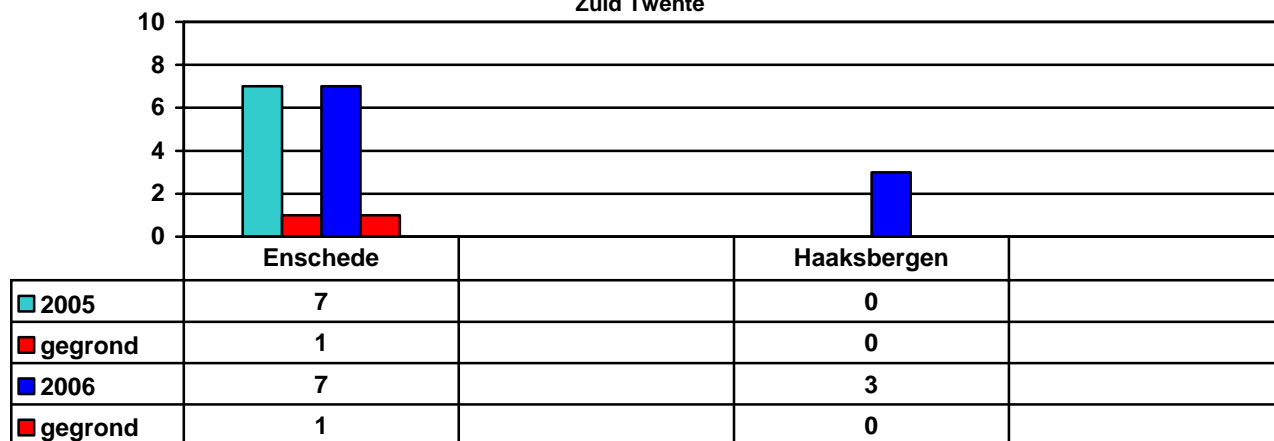 Zuid Twente
10
8
6
4
2
0
Enschede Haaksbergen
2005 7 0
gegrond 1 0
2006 7 3
gegrond 1 0